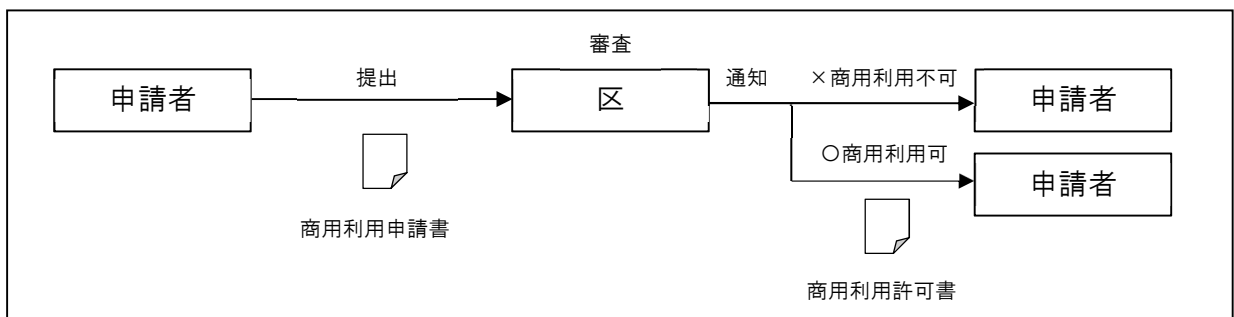 審査
申請者
提出
区
通知
×商用利用不可
申請者
○商用利用可
申請者
商用利用申請書
商用利用許可書